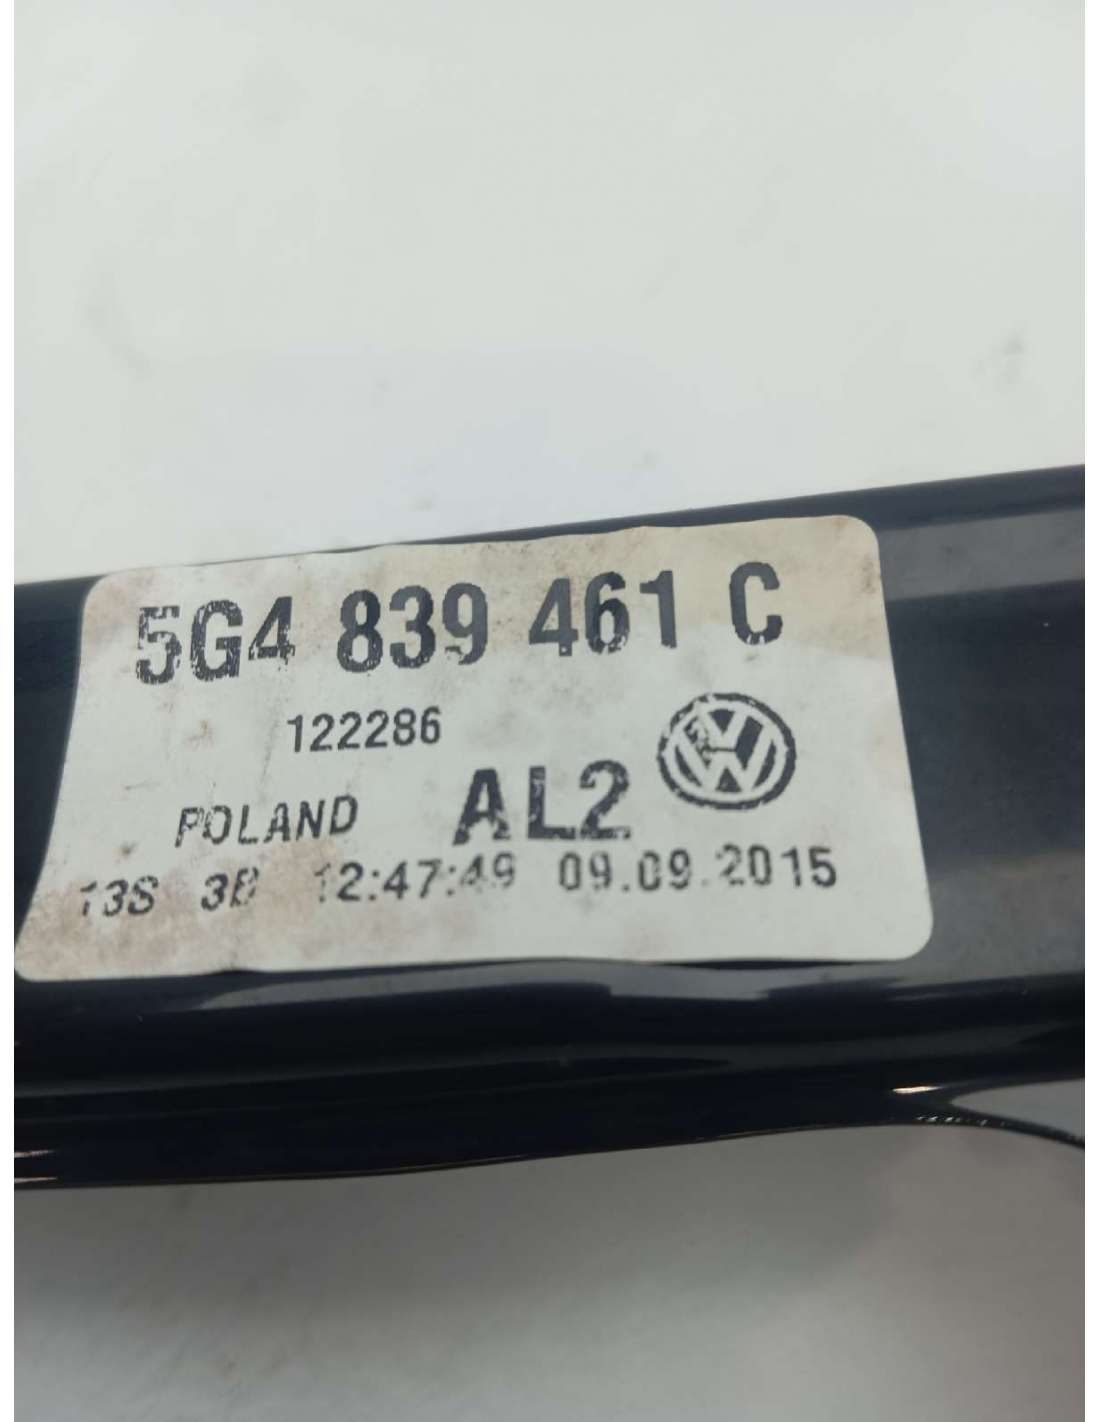 5G4 839 461 C
122286
POLAND AL2
13S 3B 12:47:49 09.09.2015